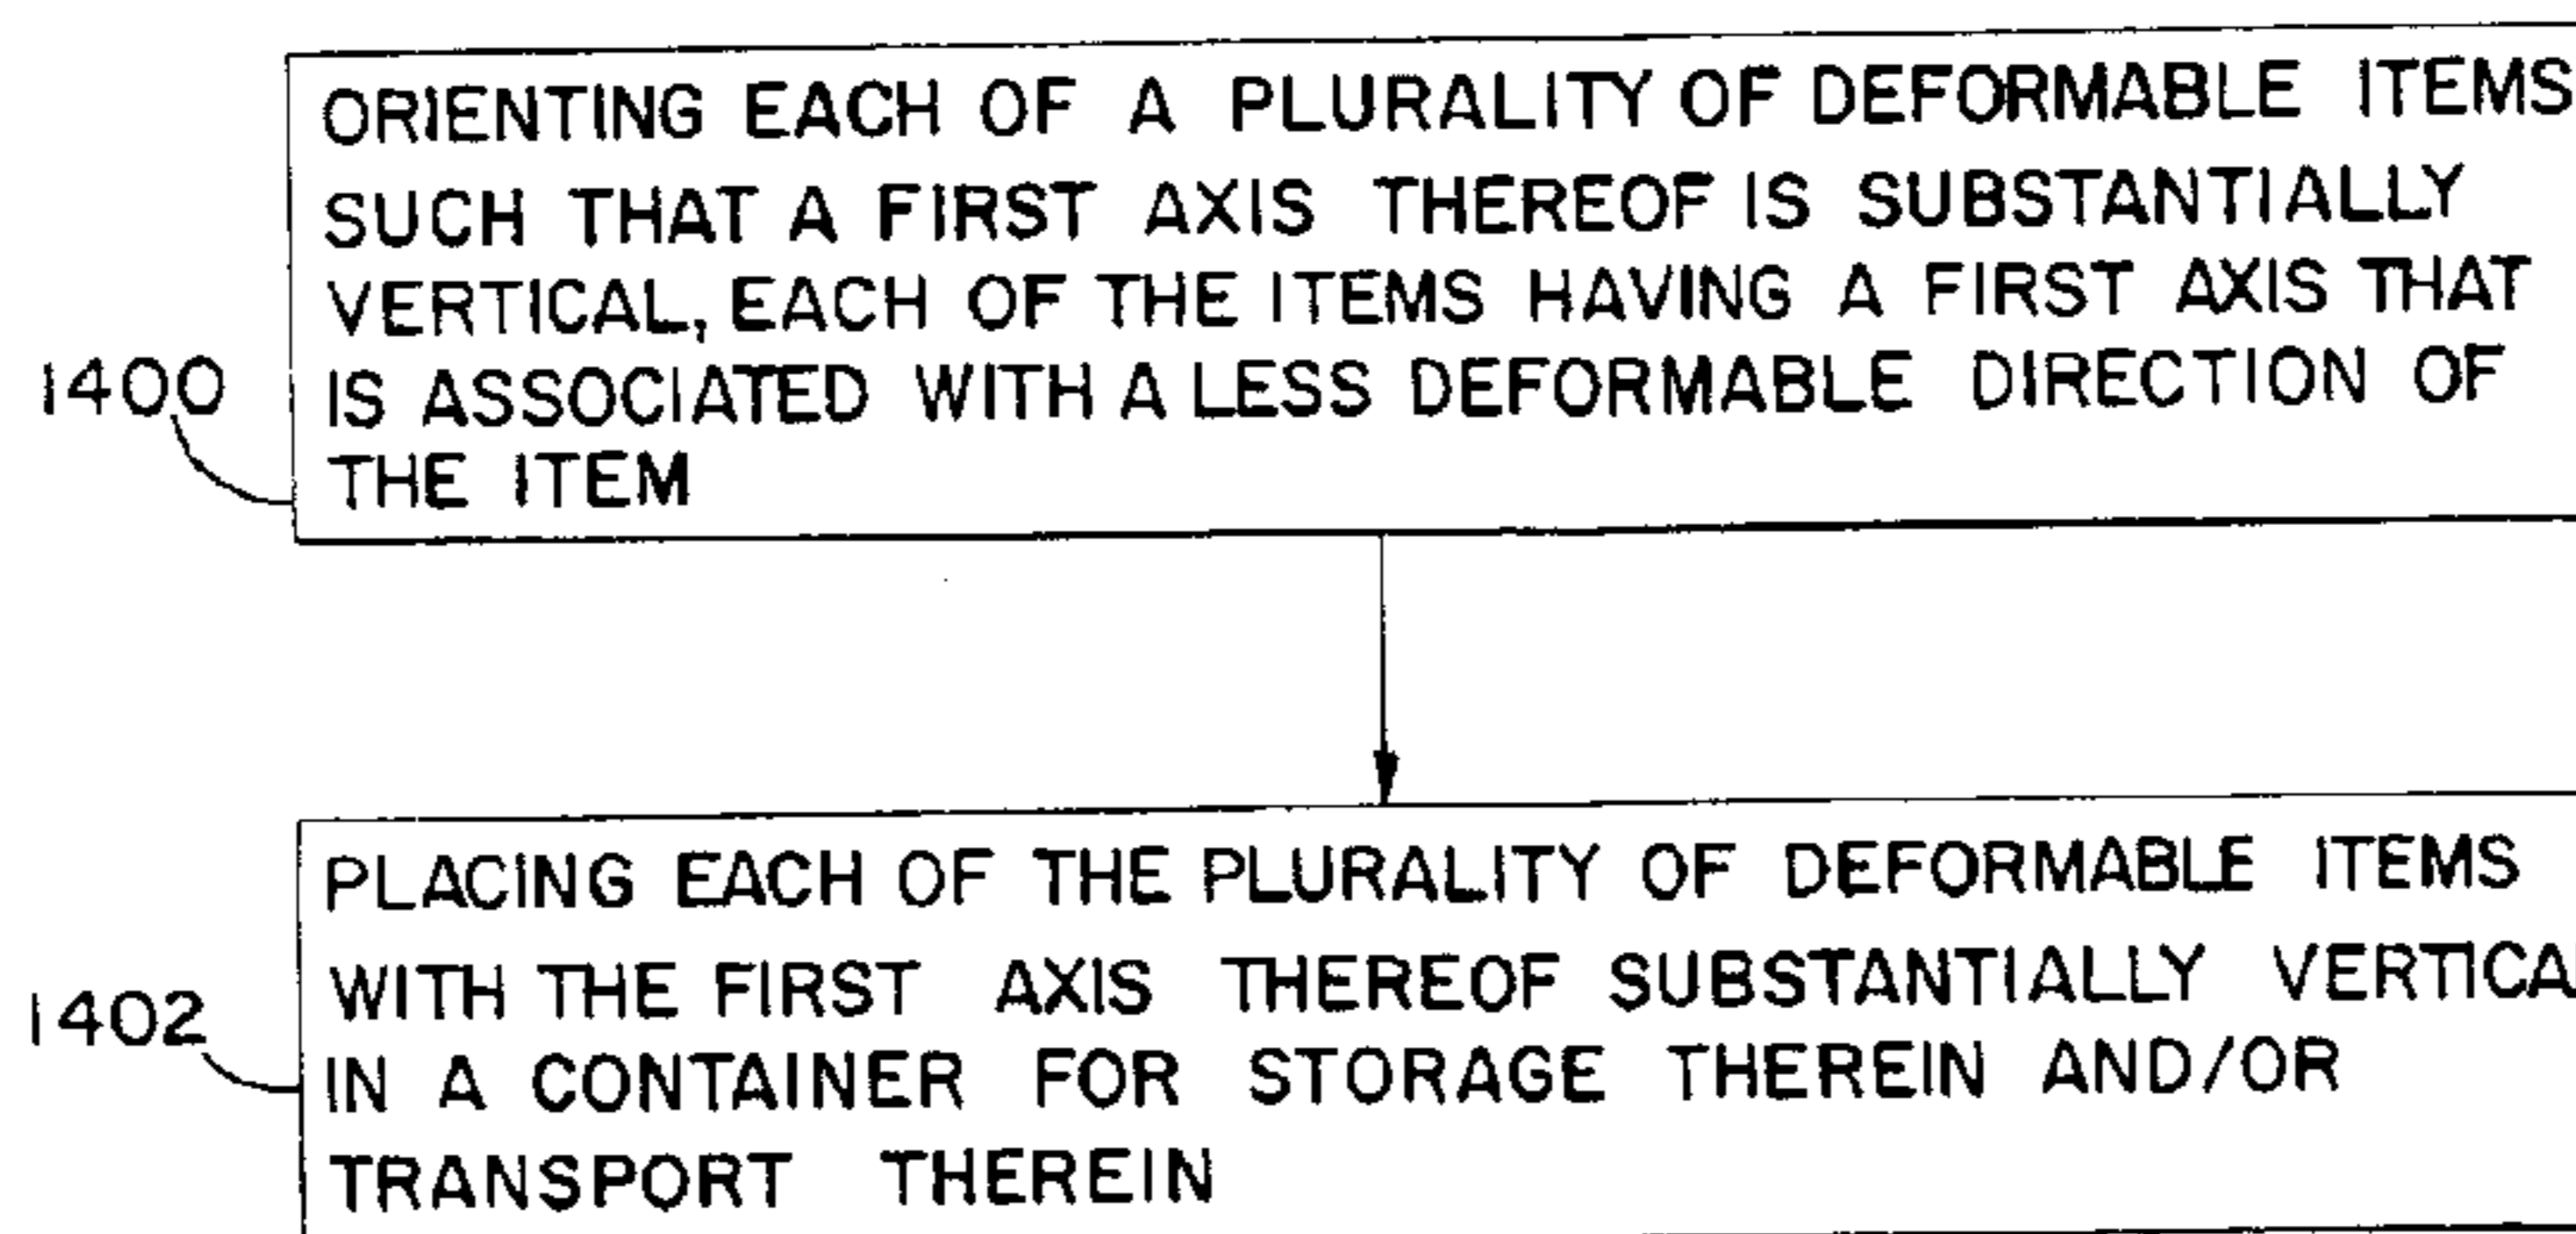 ORIENTING EACH OF A PLURALITY OF DEFORMABLE ITEMS
SUCH THAT A FIRST AXIS THEREOF IS SUBSTANTIALLY
VERTICAL, EACH OF THE ITEMS HAVING A FIRST AXIS THAT
IS ASSOCIATED WITH A LESS DEFORMABLE DIRECTION OF
THE ITEM
1400
PLACING EACH OF THE PLURALITY OF DEFORMABLE ITEMS
WITH THE FIRST AXIS THEREOF SUBSTANTIALLY
IN A CONTAINER FOR STORAGE THEREIN AND/OR
TRANSPORT THEREIN
1402